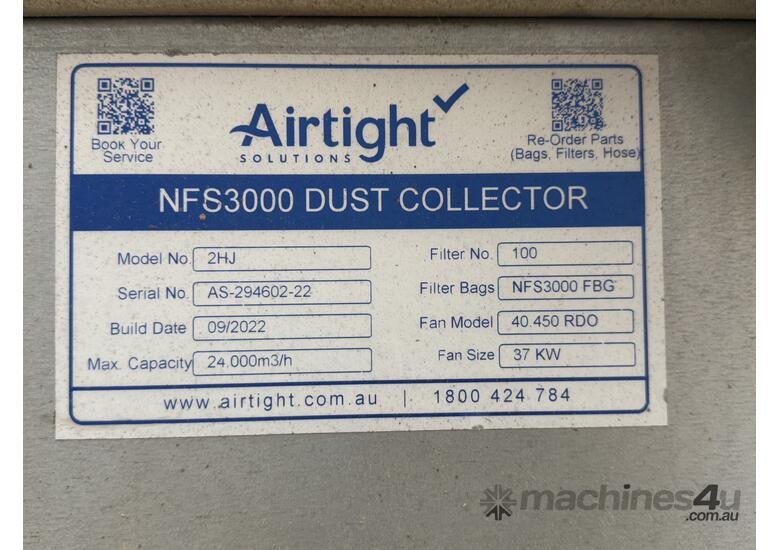 Book Your
Service
Airtight
SOLUTIONS
Re-Order Parts
(Bags, Filters, Hose)
NFS3000 DUST COLLECTOR
Model No. 2HJ
Serial No. AS-294602-22
Build Date 09/2022
Max. Capacity 24.000m3/h
Filter No. 100
Filter Bags NFS3000 FBG
Fan Model 40.450 RDO
Fan Size 37 KW
www.airtight.com.au | 1800 424 784
machines4u
.com.au